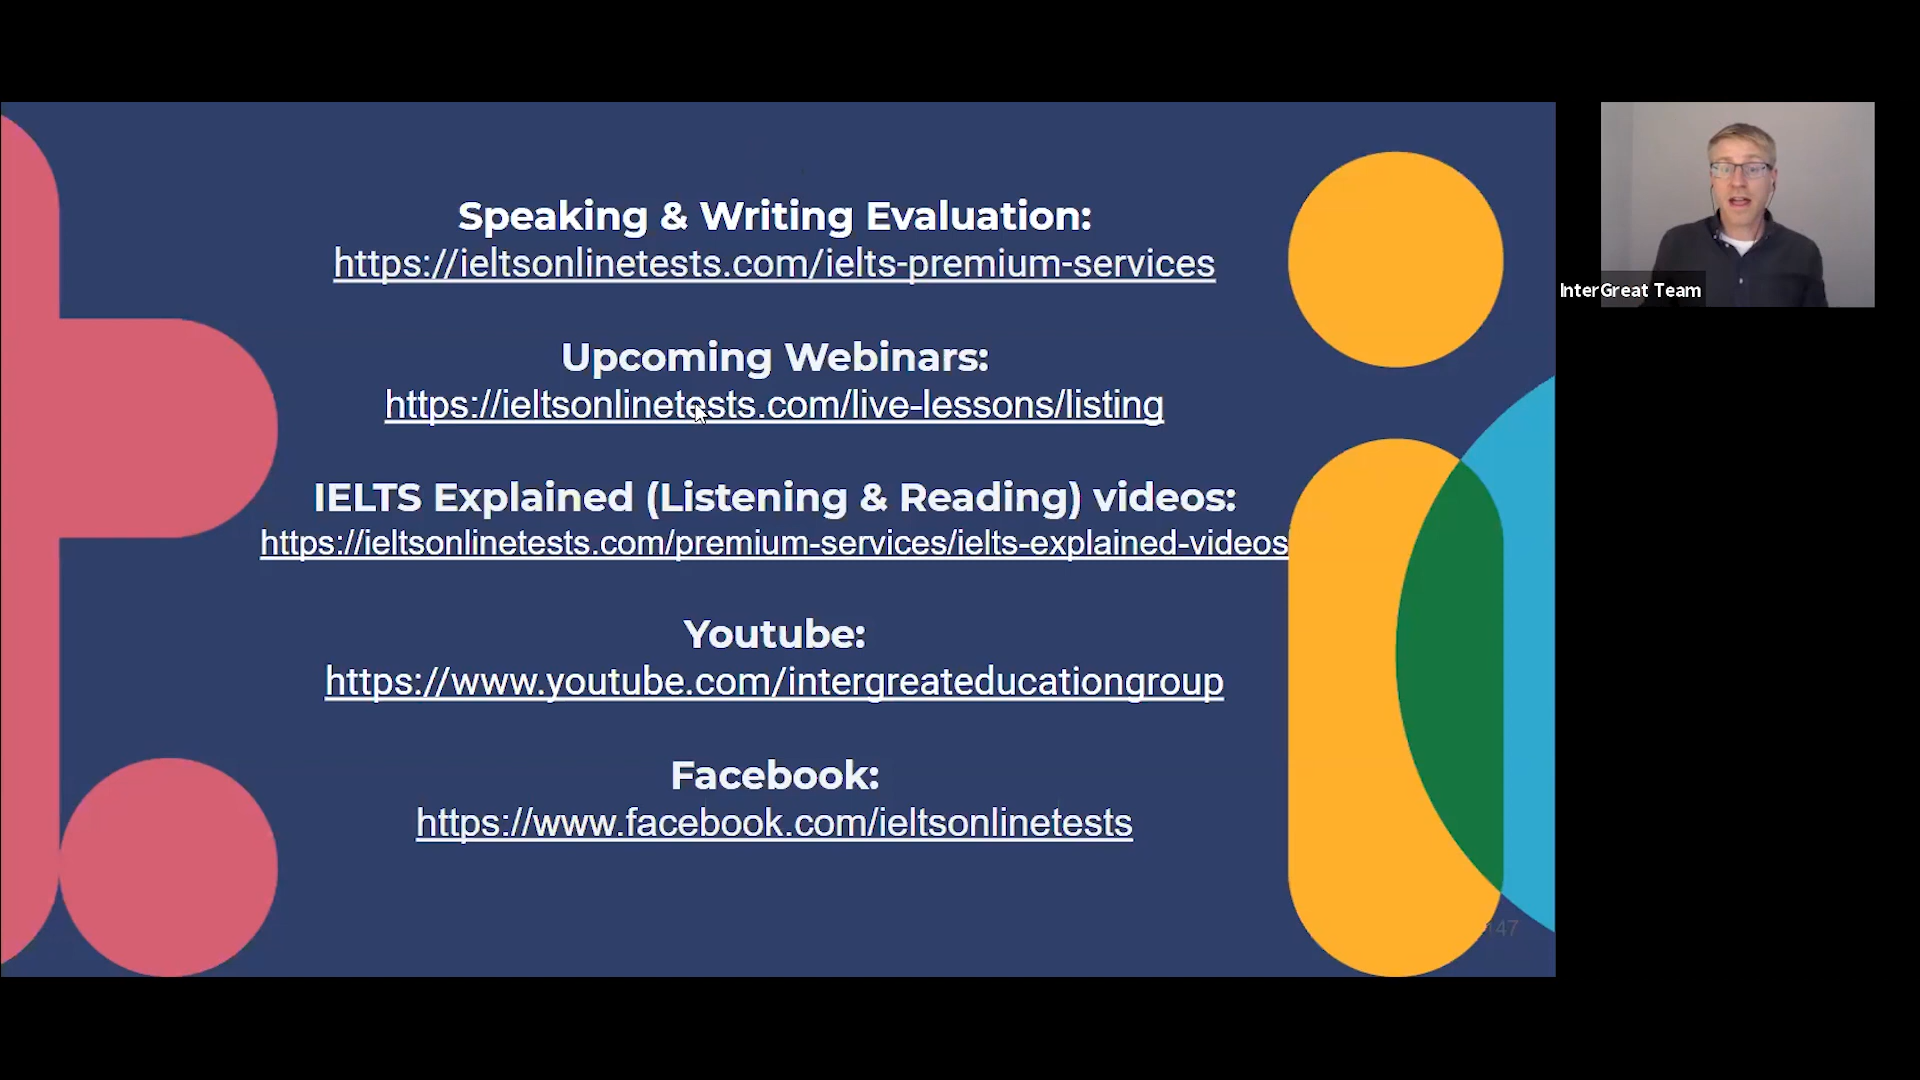 Speaking & Writing Evaluation:
https://ieltsonlinetests.com/ielts-premium-services
Upcoming Webinars:
https://ieltsonlinetests.com/live-lessons/listing
IELTS Explained (Listening & Reading) videos:
https://ieltsonlinetests.com/premium-services/ielts-explained-videos
Youtube:
https://www.youtube.com/intergreateducationgroup
Facebook:
https://www.facebook.com/ieltsonlinetests
147
InterGreat Team